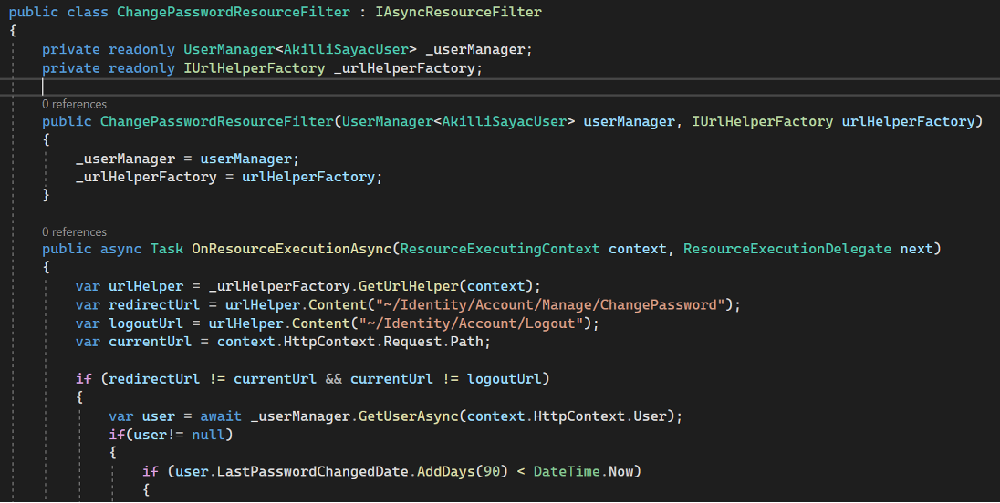 public class ChangePasswordResourceFilter : IAsyncResourceFilter
{
    private readonly UserManager<AkilliSayacUser> _userManager;
    private readonly IUrlHelperFactory _urlHelperFactory;
    0 references
    public ChangePasswordResourceFilter(UserManager<AkilliSayacUser> userManager, IUrlHelperFactory urlHelperFactory)
    {
        _userManager = userManager;
        _urlHelperFactory = urlHelperFactory;
    }
    0 references
    public async Task OnResourceExecutionAsync(ResourceExecutingContext context, ResourceExecutionDelegate next)
    {
        var urlHelper = _urlHelperFactory.GetUrlHelper(context);
        var redirectUrl = urlHelper.Content("~/Identity/Account/Manage/ChangePassword");
        var logoutUrl = urlHelper.Content("~/Identity/Account/Logout");
        var currentUrl = context.HttpContext.Request.Path;
        if (redirectUrl != currentUrl && currentUrl != logoutUrl)
        {
            var user = await _userManager.GetUserAsync(context.HttpContext.User);
            if(user!= null)
            {
                if (user.LastPasswordChangedDate.AddDays(90) < DateTime.Now)
                {